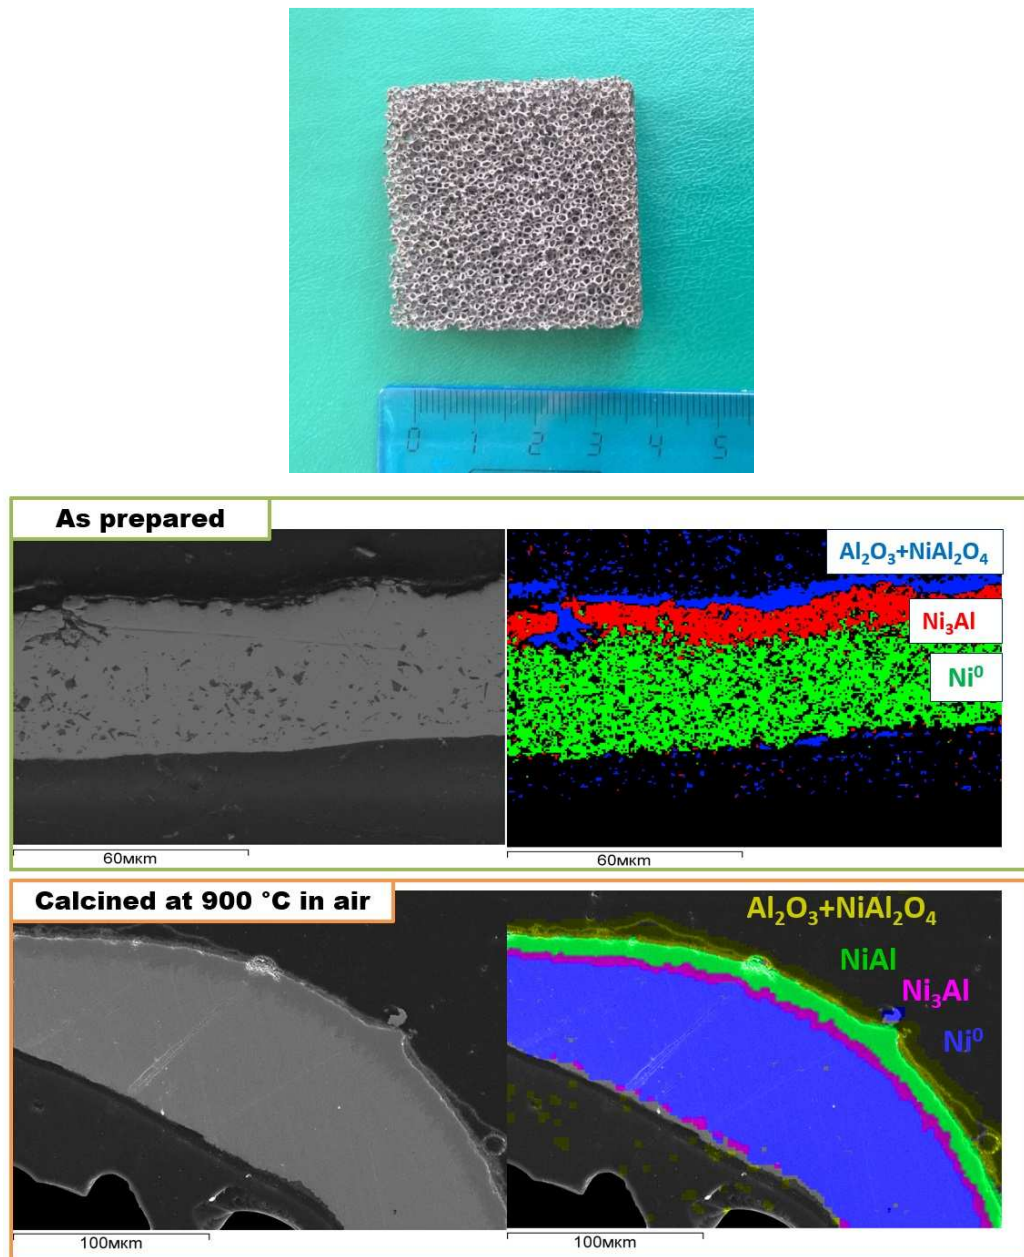 0 1 2 3 4 5
As prepared
Al₂O₃+NiAl₂O₄
Ni₃Al
Ni⁰
60мкm
60мкm
Calcined at 900 °C in air
Al₂O₃+NiAl₂O₄
NiAl
Ni₃Al
Ni⁰
100мкm
100мкm